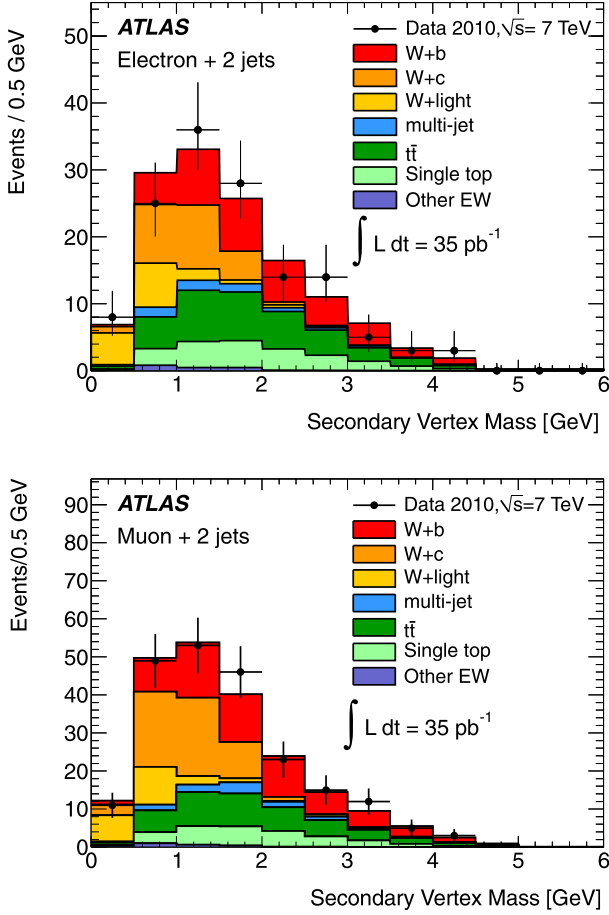 ATLAS
Electron + 2 jets
Data 2010,√s= 7 TeV
W+b
W+c
W+light
multi-jet
tt̄
Single top
Other EW
∫ L dt = 35 pb⁻¹
Events / 0.5 GeV
50
40
30
20
10
0
0 1 2 3 4 5 6
Secondary Vertex Mass [GeV]
ATLAS
Muon + 2 jets
Data 2010,√s=7 TeV
W+b
W+c
W+light
multi-jet
tt̄
Single top
Other EW
∫ L dt = 35 pb⁻¹
Events/0.5 GeV
90
80
70
60
50
40
30
20
10
0
0 1 2 3 4 5 6
Secondary Vertex Mass [GeV]